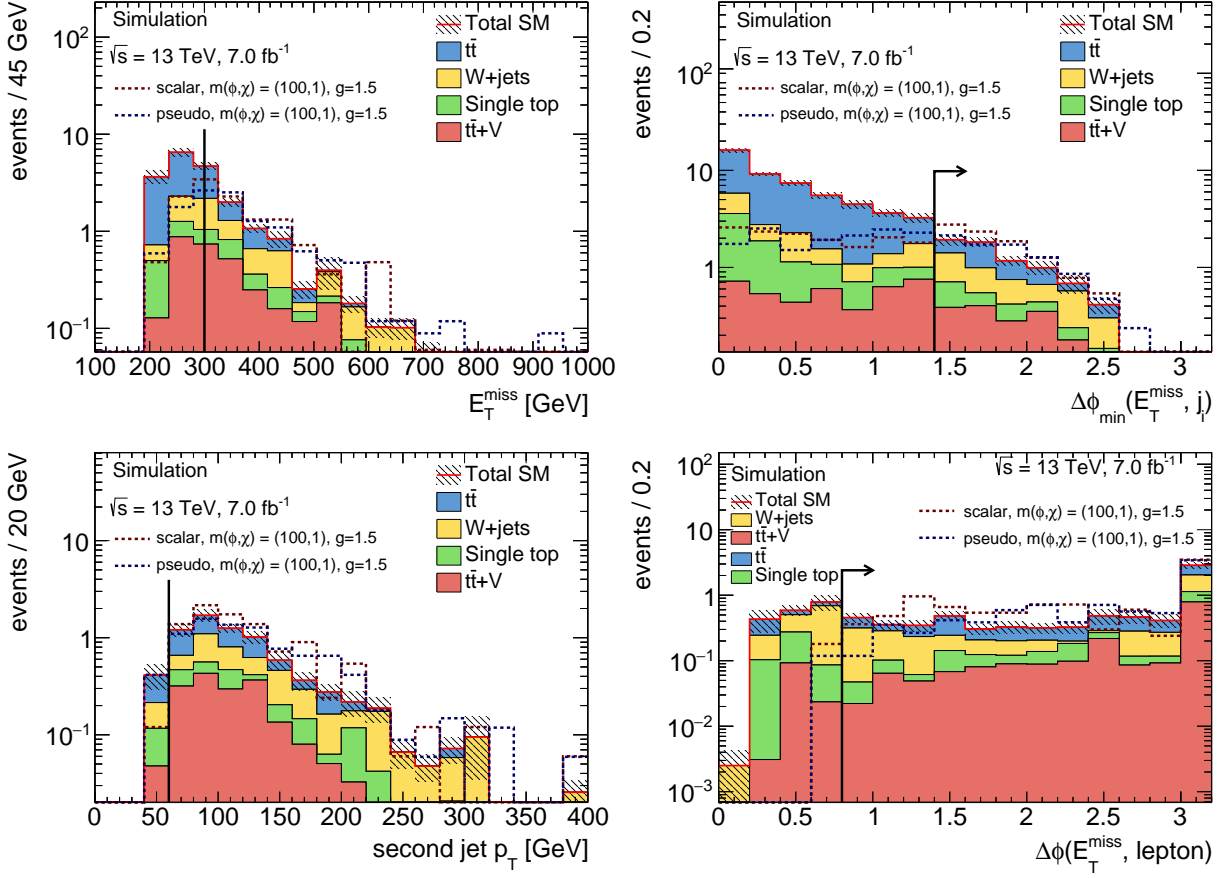 events / 45 GeV
10²
10
1
10⁻¹
Simulation
√s = 13 TeV, 7.0 fb⁻¹
scalar, m(ϕ,χ) = (100,1), g=1.5
pseudo, m(ϕ,χ) = (100,1), g=1.5
Total SM
tt̄
W+jets
Single top
tt̄+V
100 200 300 400 500 600 700 800 900 1000
E_T^miss [GeV]
events / 0.2
10²
10
1
Simulation
√s = 13 TeV, 7.0 fb⁻¹
scalar, m(ϕ,χ) = (100,1), g=1.5
pseudo, m(ϕ,χ) = (100,1), g=1.5
Total SM
tt̄
W+jets
Single top
tt̄+V
0 0.5 1 1.5 2 2.5 3
Δϕ_min(E_T^miss, j_i)
events / 20 GeV
10²
10
1
10⁻¹
Simulation
√s = 13 TeV, 7.0 fb⁻¹
scalar, m(ϕ,χ) = (100,1), g=1.5
pseudo, m(ϕ,χ) = (100,1), g=1.5
Total SM
tt̄
W+jets
Single top
tt̄+V
0 50 100 150 200 250 300 350 400
second jet p_T [GeV]
events / 0.2
10²
10
1
10⁻¹
10⁻²
10⁻³
Simulation
Total SM
W+jets
tt̄+V
tt̄
Single top
√s = 13 TeV, 7.0 fb⁻¹
scalar, m(ϕ,χ) = (100,1), g=1.5
pseudo, m(ϕ,χ) = (100,1), g=1.5
0 0.5 1 1.5 2 2.5 3
Δϕ(E_T^miss, lepton)